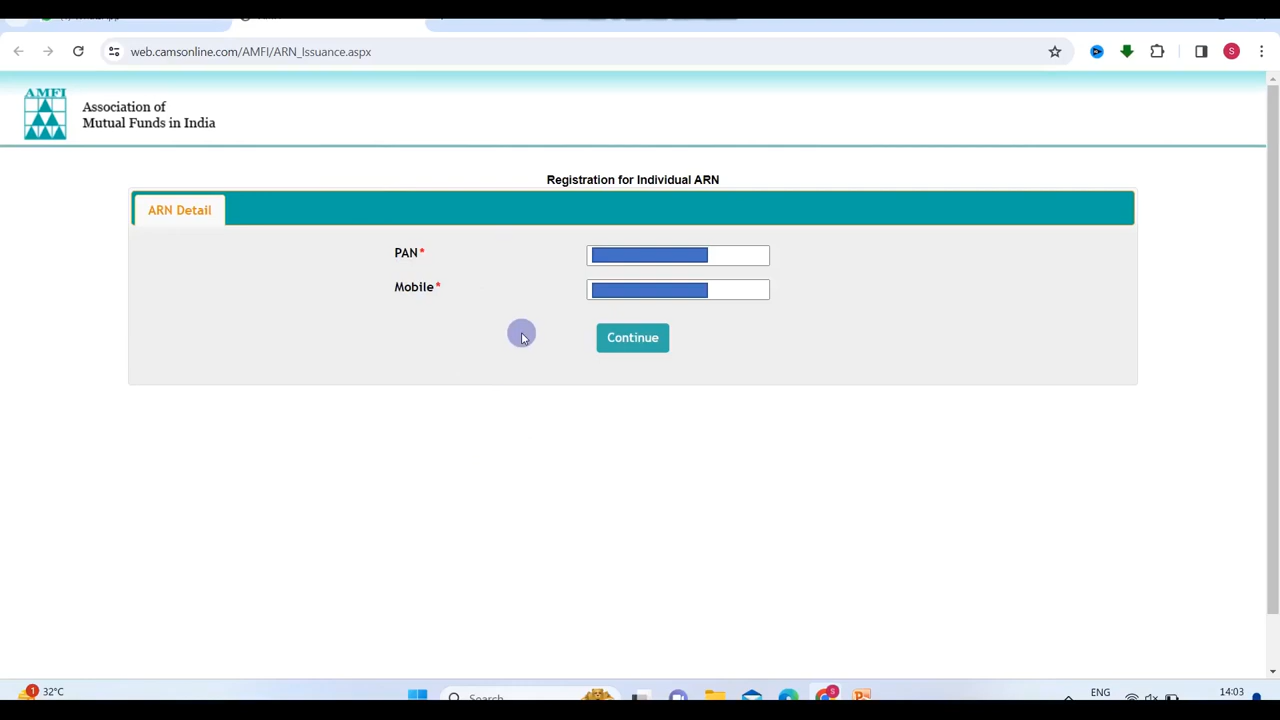 web.camsonline.com/AMFI/ARN_Issuance.aspx
S
AMFI
Association of
Mutual Funds in India
Registration for Individual ARN
ARN Detail
PAN*
Mobile*
Continue
1
32°C
Search
S
ENG
14:03